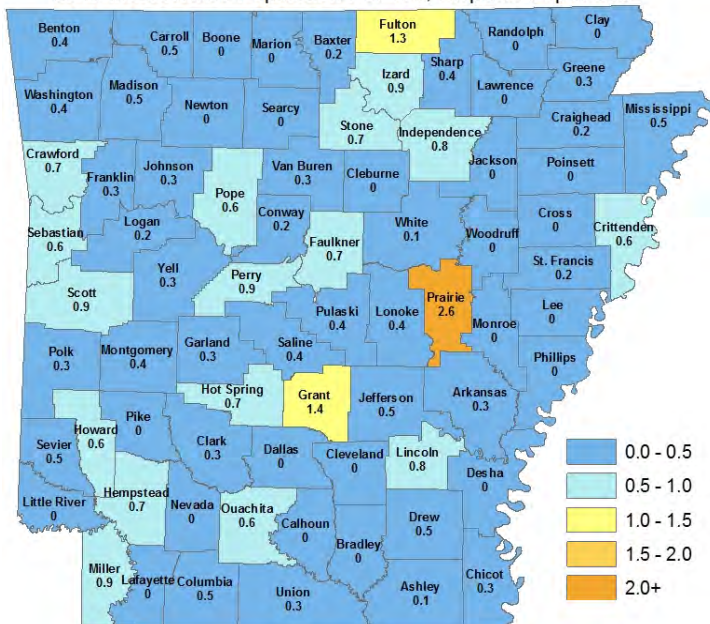 Benton
0.4
Carroll
0.5
Boone
0
Marion
0
Baxter
0.2
Fulton
1.3
Randolph
0
Clay
0
Washington
0.4
Madison
0.5
Newton
0
Searcy
0
Izard
0.9
Sharp
0.4
Lawrence
0
Greene
0.3
Stone
0.7
Independence
0.8
Craighead
0.2
Mississippi
0.5
Crawford
0.7
Franklin
0.3
Johnson
0.3
Pope
0.6
Van Buren
0.3
Cleburne
0
Jackson
0
Poinsett
0
Sebastian
0.6
Logan
0.2
Conway
0.2
Faulkner
0.7
White
0.1
Woodruff
0
Cross
0
Crittenden
0.6
Scott
0.9
Yell
0.3
Perry
0.9
Pulaski
0.4
Lonoke
0.4
Prairie
2.6
Monroe
0
St. Francis
0.2
Lee
0
Polk
0.3
Montgomery
0.4
Garland
0.3
Saline
0.4
Phillips
0
Hot Spring
0.7
Grant
1.4
Jefferson
0.5
Arkansas
0.3
Howard
0.6
Pike
0
Sevier
0.5
Clark
0.3
Dallas
0
Cleveland
0
Lincoln
0.8
Desha
0
Little River
0
Hempstead
0.7
Nevada
0
Ouachita
0.6
Calhoun
0
Bradley
0
Drew
0.5
Miller
0.9
Lafayette
0
Columbia
0.5
Union
0.3
Ashley
0.1
Chicot
0.3
0.0 - 0.5
0.5 - 1.0
1.0 - 1.5
1.5 - 2.0
2.0+